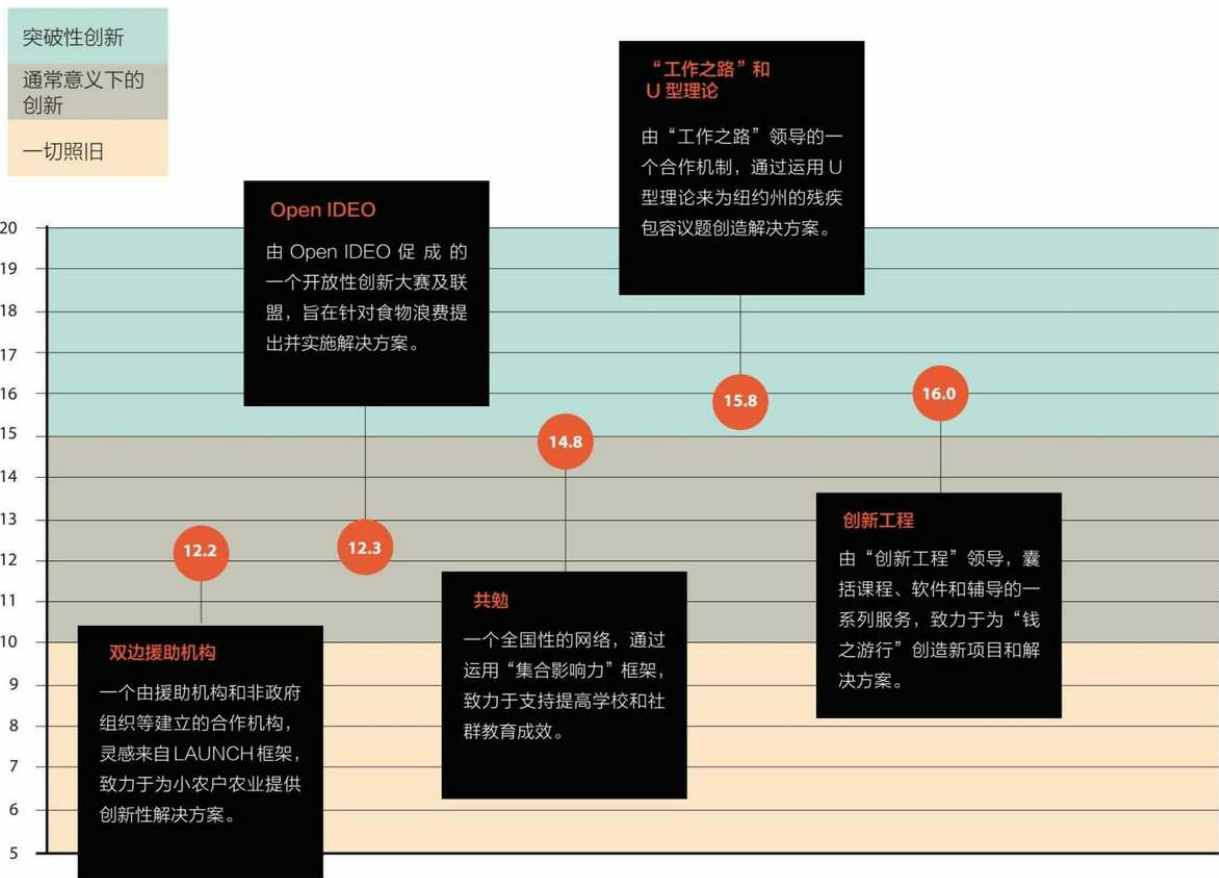 突破性创新
通常意义下的
创新
一切照旧
“工作之路”和
U 型理论
由“工作之路”领导的一
个合作机制，通过运用 U
型理论来为纽约州的残疾
包容议题创造解决方案。
Open IDEO
由 Open IDEO 促 成 的
一个开放性创新大赛及联
盟，旨在针对食物浪费提
出并实施解决方案。
20
19
18
17
16
15
14
13
12
11
10
9
8
7
6
5
12.2
12.3
14.8
15.8
16.0
双边援助机构
一个由援助机构和非政府
组织等建立的合作机构，
灵感来自 LAUNCH 框架，
致力于为小农户农业提供
创新性解决方案。
共勉
一个全国性的网络，通过
运用“集合影响力”框架，
致力于支持提高学校和社
群教育成效。
创新工程
由“创新工程”领导，囊
括课程、软件和辅导的一
系列服务，致力于为“钱
之游行”创造新项目和解
决方案。